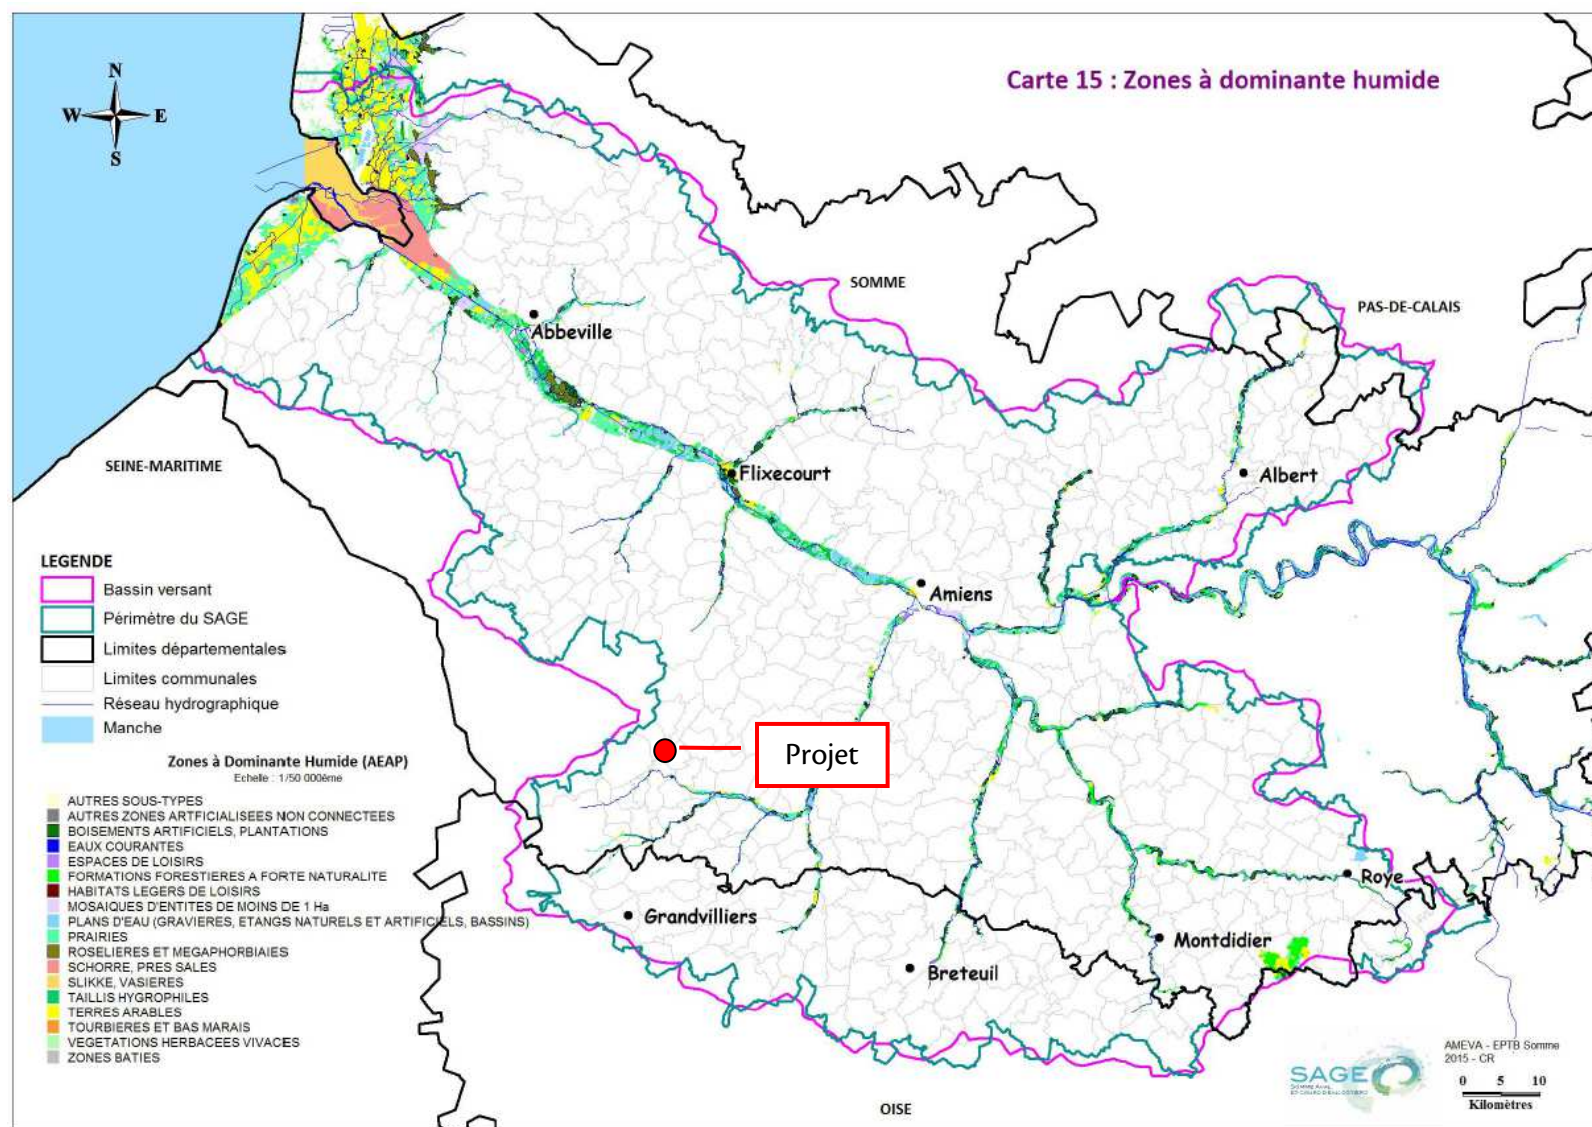 Carte 15 : Zones à dominante humide
N
W
E
S
SOMME
PAS-DE-CALAIS
Abbeville
SEINE-MARITIME
Flixecourt
Albert
Amiens
Projet
Roye
Grandvilliers
Montdidier
Breteuil
OISE
LEGENDE
Bassin versant
Périmètre du SAGE
Limites départementales
Limites communales
Réseau hydrographique
Manche
Zones à Dominante Humide (AEAP)
Echelle : 1/50 000ème
AUTRES SOUS-TYPES
AUTRES ZONES ARTFICIALISEES NON CONNECTEES
BOISEMENTS ARTIFICIELS, PLANTATIONS
EAUX COURANTES
ESPACES DE LOISIRS
FORMATIONS FORESTIERES A FORTE NATURALITE
HABITATS LEGERS DE LOISIRS
MOSAIQUES D'ENTITES DE MOINS DE 1 Ha
PLANS D'EAU (GRAVIERES, ETANGS NATURELS ET ARTIFICIELS, BASSINS)
PRAIRIES
ROSELIERES ET MEGAPHORBIAIES
SCHORRE, PRES SALES
SLIKKE, VASIERES
TAILLIS HYGROPHILES
TERRES ARABLES
TOURBIERES ET BAS MARAIS
VEGETATIONS HERBACEES VIVACES
ZONES BATIES
SAGE
AMEVA - EPTB Somme
2015 - CR
0 5 10
Kilomètres